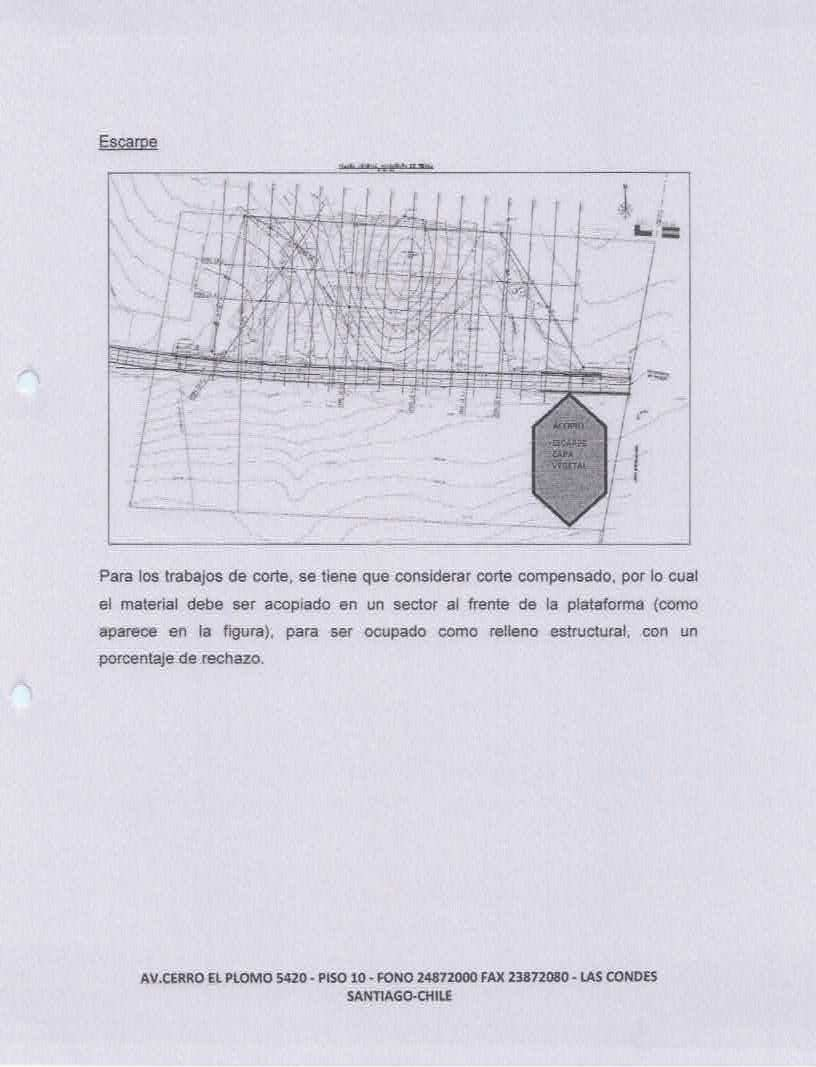 Escarpe
ACOPIO
ESCARPE
CAPA
VEGETAL
Para los trabajos de corte, se tiene que considerar corte compensado, por lo cual
el material debe ser acopiado en un sector al frente de la plataforma (como
aparece en la figura), para ser ocupado como relleno estructural, con un
porcentaje de rechazo.
AV.CERRO EL PLOMO 5420 - PISO 10 - FONO 24872000 FAX 23872080 - LAS CONDES
SANTIAGO-CHILE